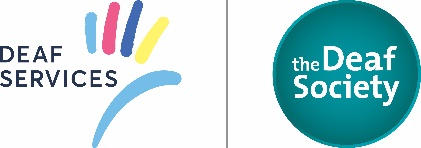 DEAF
SERVICES
the Deaf
Society